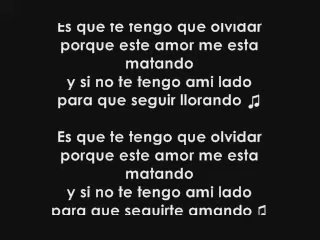 Es que te tengo que olvidar
porque este amor me esta
matando
y si no te tengo ami lado
para que seguir llorando ♫
Es que te tengo que olvidar
porque este amor me esta
matando
y si no te tengo ami lado
para que seguirte amando ♫